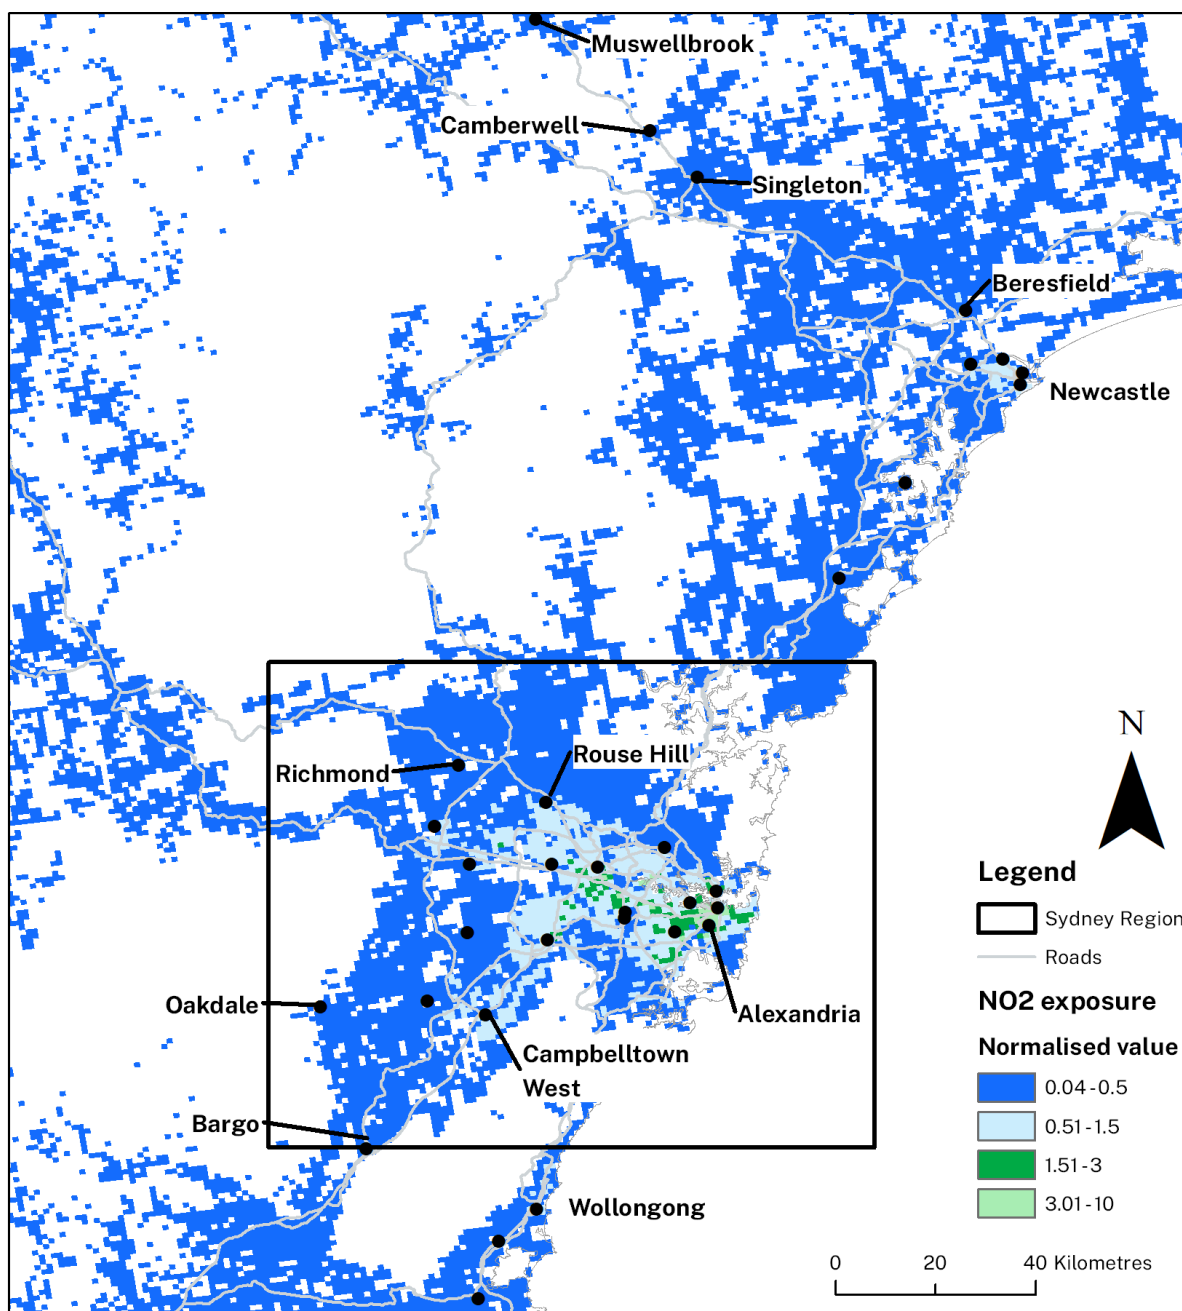 Muswellbrook
Camberwell
Singleton
Beresfield
Newcastle
Rouse Hill
Richmond
Oakdale
Alexandria
Campbelltown
West
Bargo
Wollongong
N
Legend
Sydney Region
Roads
NO2 exposure
Normalised value
0.04 - 0.5
0.51 - 1.5
1.51 - 3
3.01 - 10
0 20 40 Kilometres